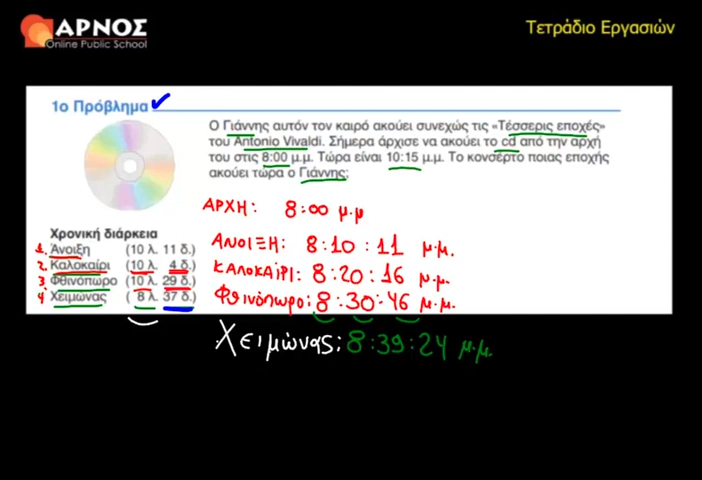 ΑΡΝΟΣ
Online Public School
Τετράδιο Εργασιών
1ο Πρόβλημα
Ο Γιάννης αυτόν τον καιρό ακούει συνεχώς τις «Τέσσερις εποχές»
του Antonio Vivaldi. Σήμερα άρχισε να ακούει το cd από την αρχή
του στις 8:00 μ.μ. Τώρα είναι 10:15 μ.μ. Το κονσέρτο ποιας εποχής
ακούει τώρα ο Γιάννης;
ΑΡΧΗ: 8:00 μ.μ
Χρονική διάρκεια
1. Άνοιξη (10 λ. 11 δ.)
2. Καλοκαίρι (10 λ. 4 δ.)
3. Φθινόπωρο (10 λ. 29 δ.)
4. Χειμώνας ( 8 λ. 37 δ.)
ΑΝΟΙΞΗ: 8:10:11 μ.μ.
ΚΑΛΟΚΑΙΡΙ: 8:20:16 μ.μ.
Φθινόπωρο: 8:30:46 μ.μ.
Χειμώνας: 8:39:24 μ.μ.